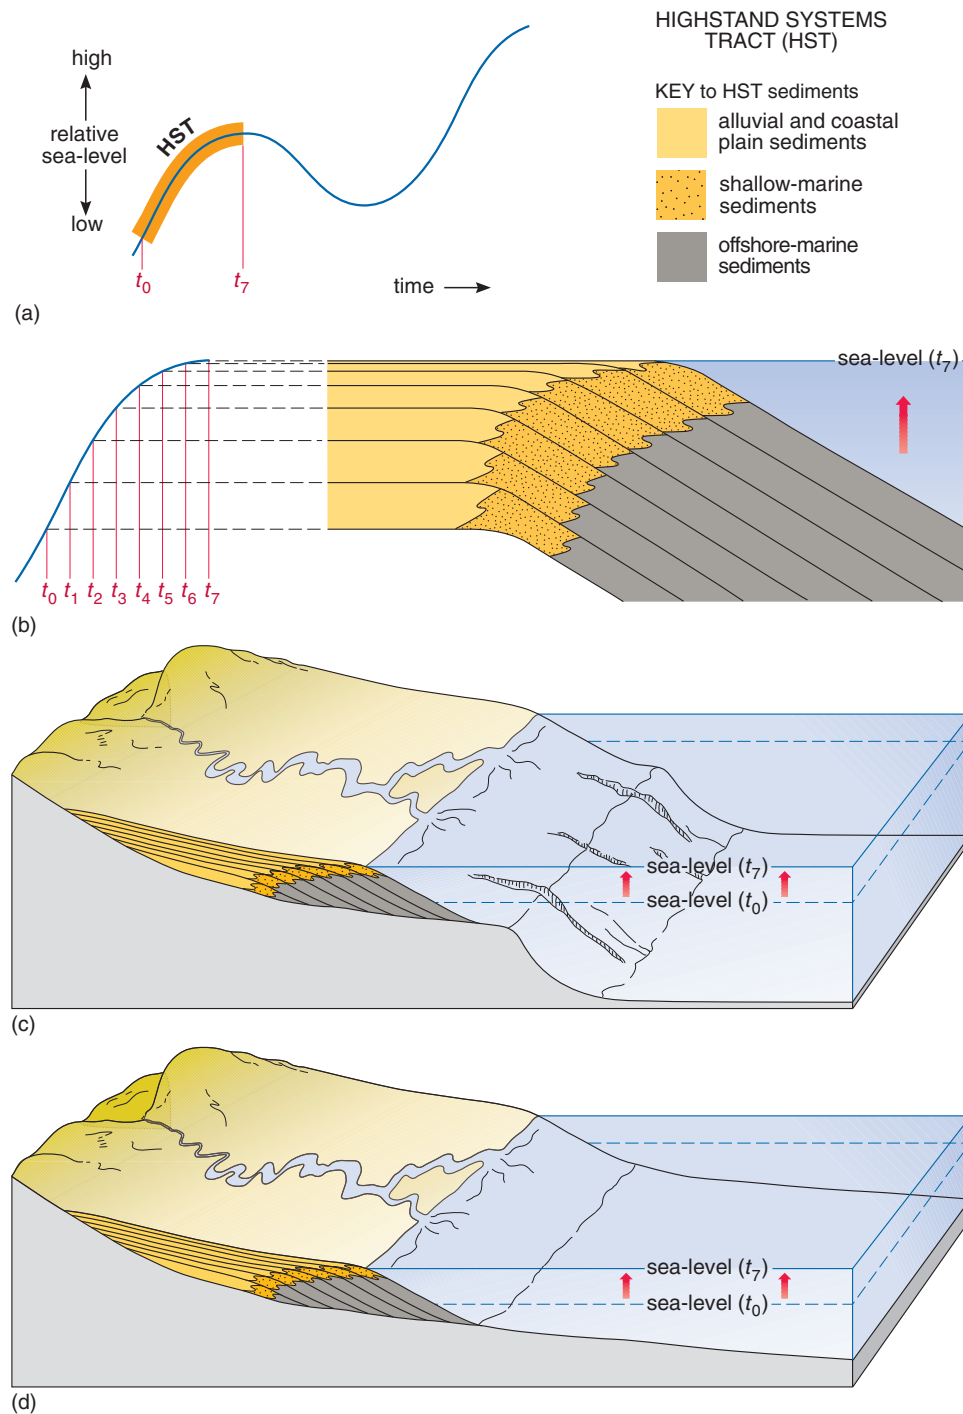 HIGHSTAND SYSTEMS
TRACT (HST)
KEY to HST sediments
alluvial and coastal
plain sediments
shallow-marine
sediments
offshore-marine
sediments
high
relative
sea-level
low
HST
t0
t7
time
(a)
sea-level (t7)
t0 t1 t2 t3 t4 t5 t6 t7
(b)
sea-level (t7)
sea-level (t0)
(c)
sea-level (t7)
sea-level (t0)
(d)